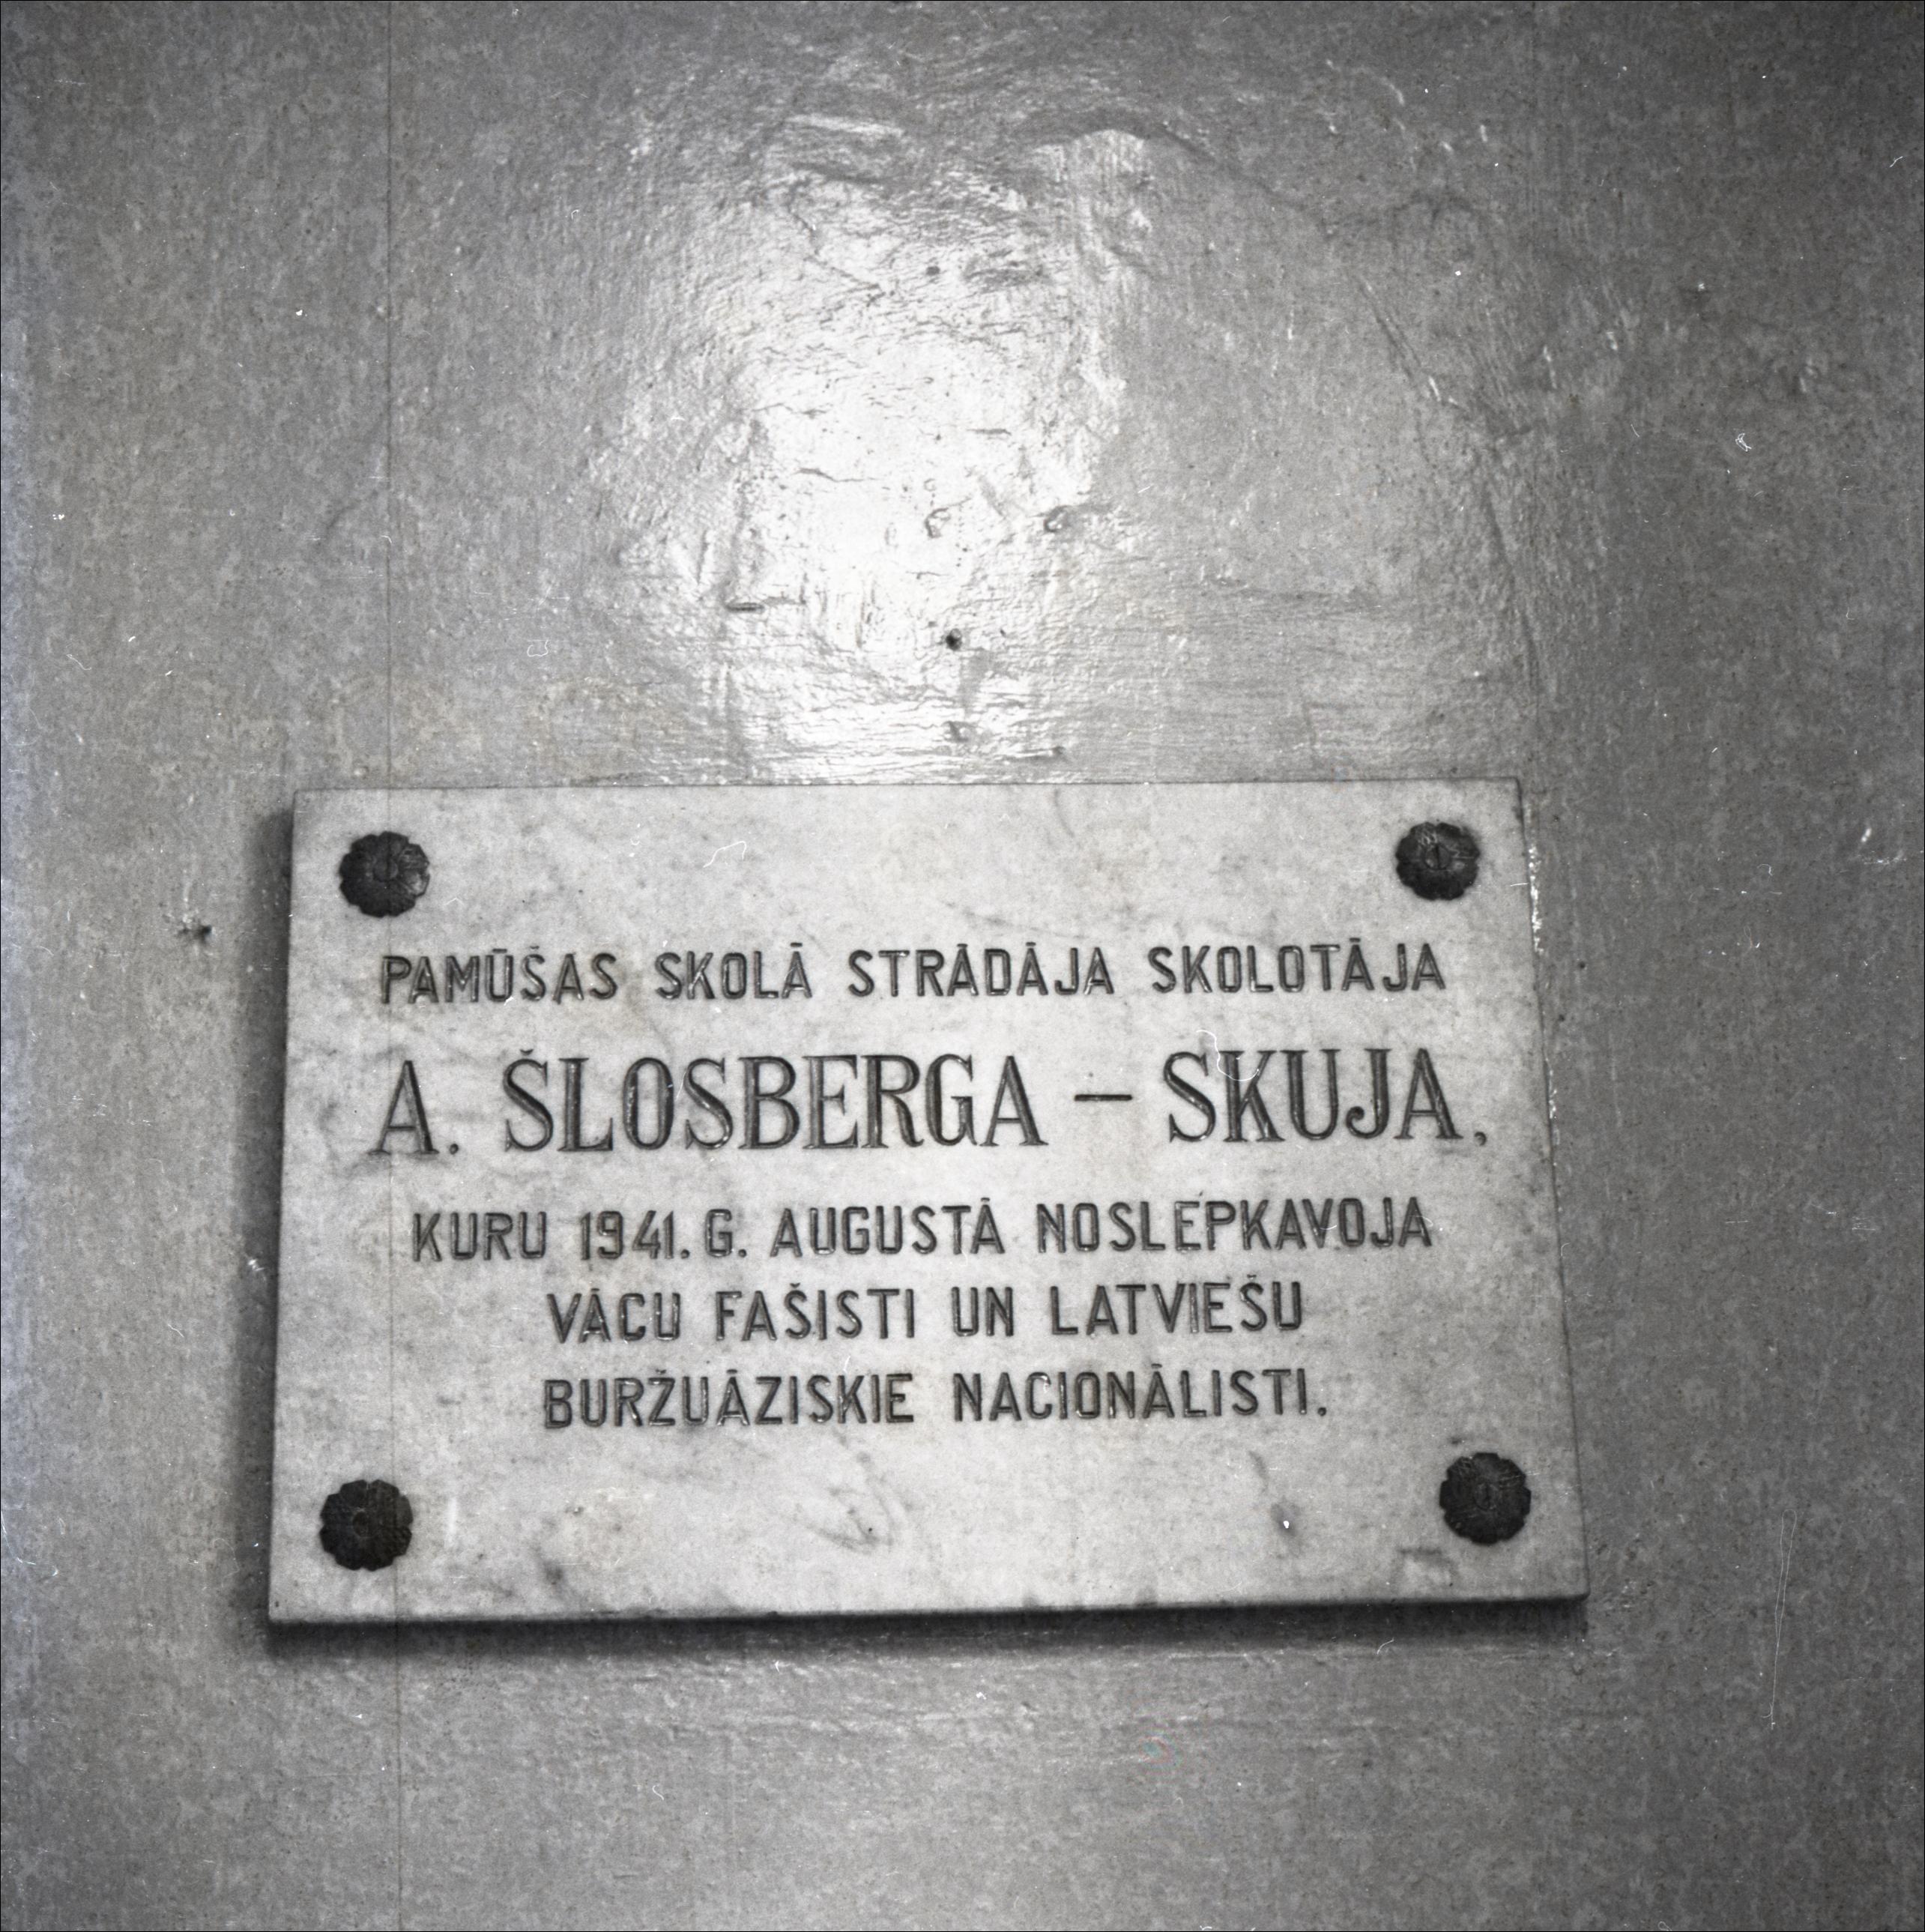 PAMŪŠAS SKOLĀ STRĀDĀJA SKOLOTĀJA
A. ŠLOSBERGA – SKUJA,
KURU 1941. G. AUGUSTĀ NOSLEPKAVOJA
VĀCU FAŠISTI UN LATVIEŠU
BURŽUĀZISKIE NACIONĀLISTI.